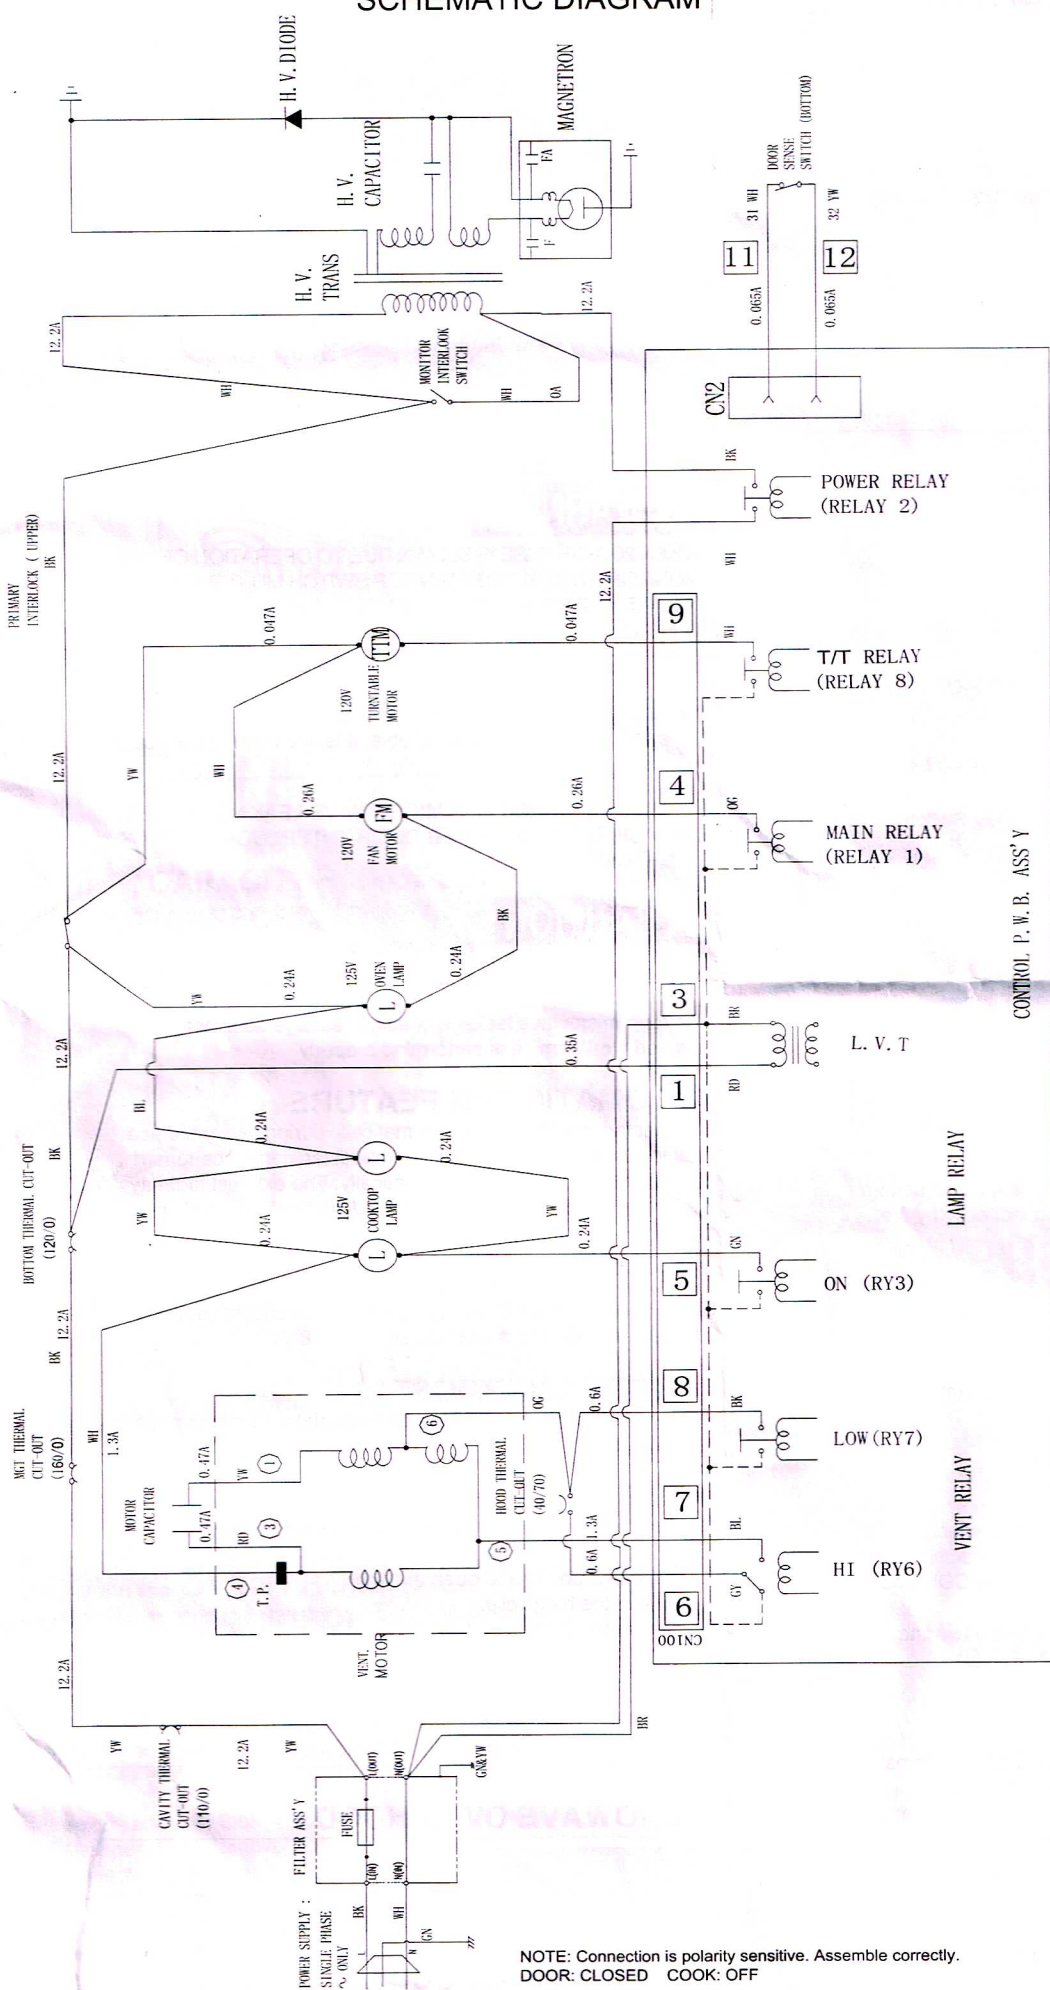 SCHEMATIC DIAGRAM
H. V. DIODE
H. V.
CAPACITOR
MAGNETRON
FA
F
H. V.
TRANS
DOOR
SENSE
SWITCH (BOTTOM)
31 WH
32 YW
11
12
0.065A
0.065A
CN2
12.2A
12.2A
WH
MONITOR
INTERLOOK
SWITCH
WH
OA
PRIMARY
INTERLOCK ( UPPER)
BK
BK
POWER RELAY
(RELAY 2)
WH
12.2A
0.047A
TTM
120V
TURNTABLE
MOTOR
0.047A
9
WH
T/T RELAY
(RELAY 8)
12.2A
YW
WH
0.26A
FM
120V
FAN
MOTOR
0.26A
4
OG
MAIN RELAY
(RELAY 1)
BK
YW
0.24A
125V
L
OVEN
LAMP
0.24A
3
BR
L. V. T
0.35A
1
RD
CONTROL P. W. B. ASS'Y
12.2A
BL
0.24A
L
0.24A
BK
BOTTOM THERMAL CUT-OUT
(120/0)
YW
0.24A
125V
COOKTOP
LAMP
L
YW
0.24A
GN
5
ON (RY3)
LAMP RELAY
12.2A
BK
MGT THERMAL
CUT-OUT
(160/0)
WH
1.3A
MOTOR
CAPACITOR
0.47A
YW
1
0.47A
RD
3
4
T.P.
6
OG
HOOD THERMAL
CUT-OUT
(40/70)
5
0.6A
8
BK
LOW(RY7)
VENT RELAY
7
1.3A
BL
0.6A
GY
HI (RY6)
6
CN100
VENT.
MOTOR
12.2A
YW
CAVITY THERMAL
CUT-OUT
(110/0)
12.2A
YW
BR
L(OUT)
N(OUT)
GN&YW
FILTER ASS'Y
FUSE
L(IN)
N(IN)
POWER SUPPLY :
SINGLE PHASE
~ ONLY
BK
WH
GN
L
N
NOTE: Connection is polarity sensitive. Assemble correctly.
DOOR: CLOSED COOK: OFF